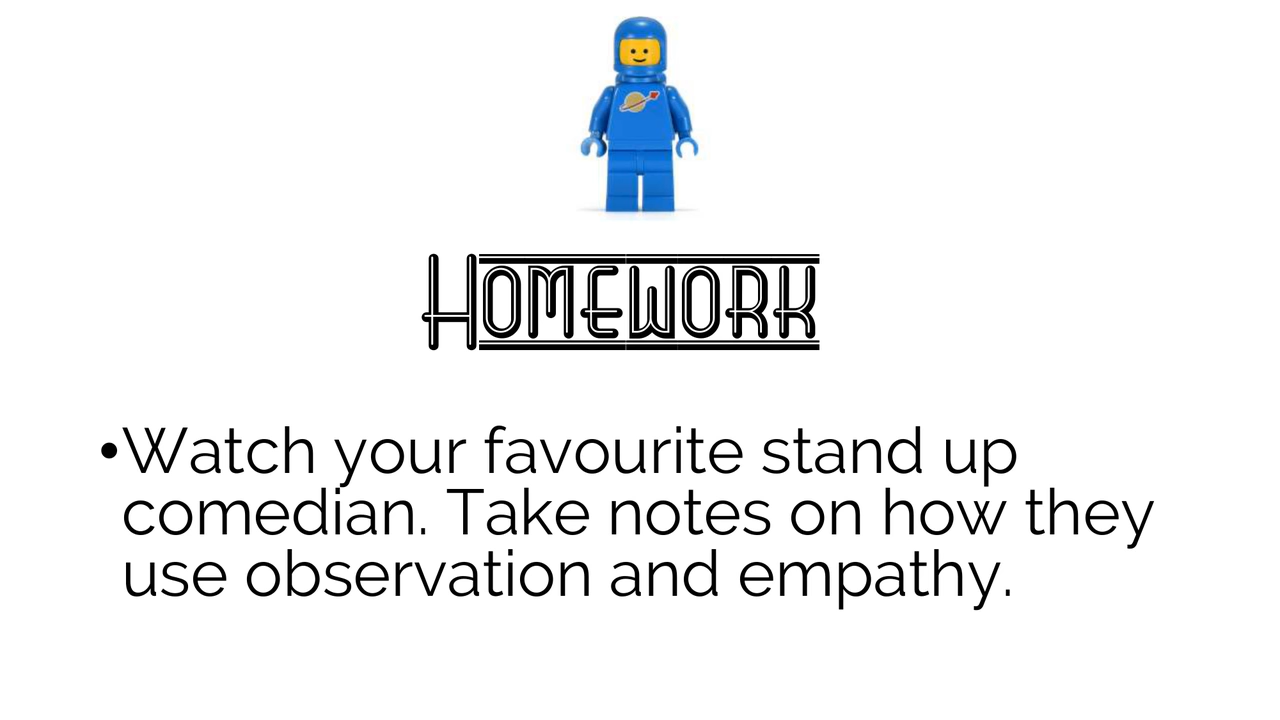 Homework
•Watch your favourite stand up
comedian. Take notes on how they
use observation and empathy.